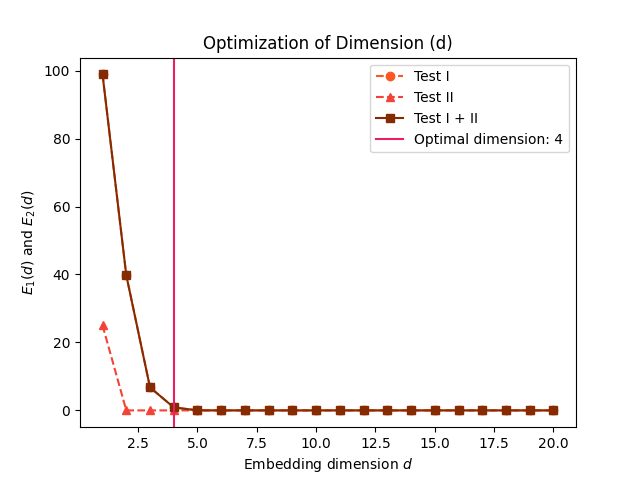 Optimization of Dimension (d)
100
80
60
40
20
0
E₁(d) and E₂(d)
Test I
Test II
Test I + II
Optimal dimension: 4
2.5 5.0 7.5 10.0 12.5 15.0 17.5 20.0
Embedding dimension d